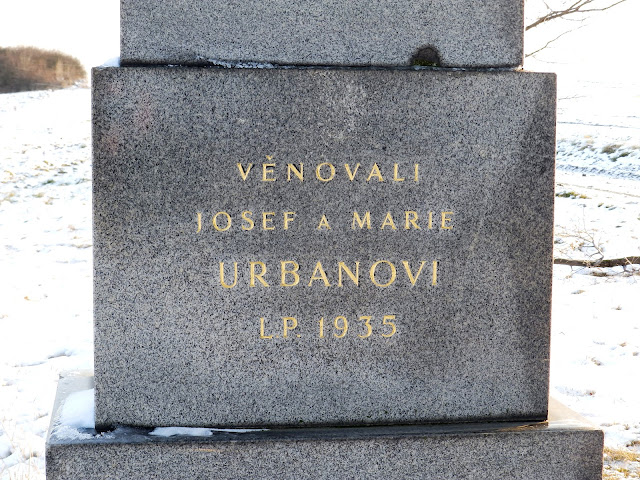 VĚNOVALI
JOSEF A MARIE
URBANOVI
L.P. 1935